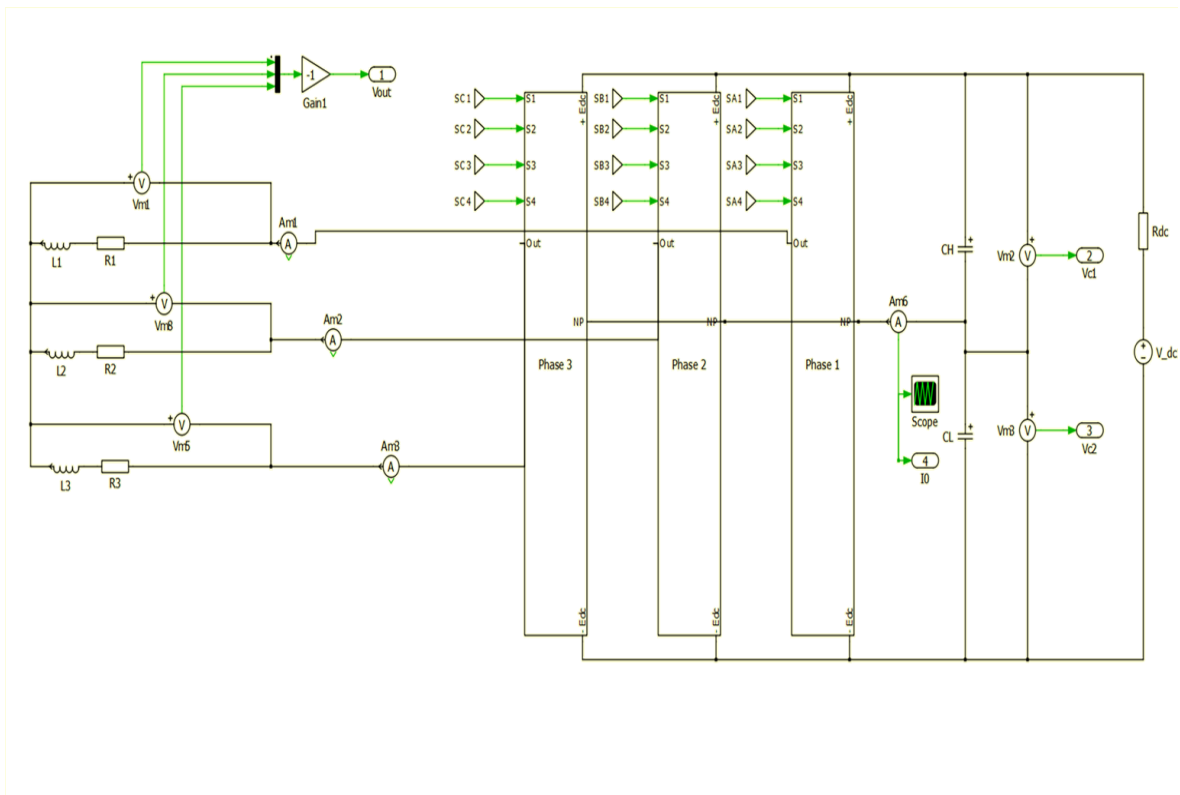 -1
Gain1
1
Vout
+
V
Vm1
Am1
A
L1
R1
+
V
Vm8
Am2
A
L2
R2
+
V
Vm5
Am3
A
L3
R3
SC1
S1
SC2
S2
SC3
S3
SC4
S4
Out
+ Edc
NP
Phase 3
- Edc
SB1
S1
SB2
S2
SB3
S3
SB4
S4
Out
+ Edc
NP
Phase 2
- Edc
SA1
S1
SA2
S2
SA3
S3
SA4
S4
Out
+ Edc
NP
Phase 1
- Edc
Am6
A
Scope
4
I0
CH
+
CL
+
+
Vm2
V
2
Vc1
+
Vm3
V
3
Vc2
Rdc
+
-
V_dc